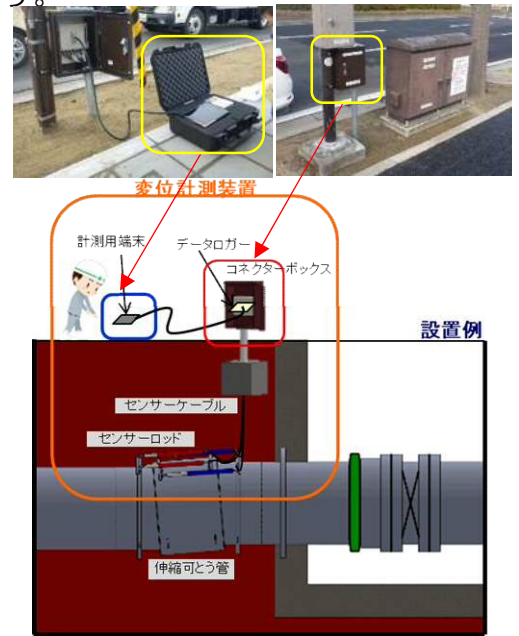 す。
変位計測装置
計測用端末
データロガー
コネクターボックス
設置例
センサーケーブル
センサーロッド
伸縮可とう管